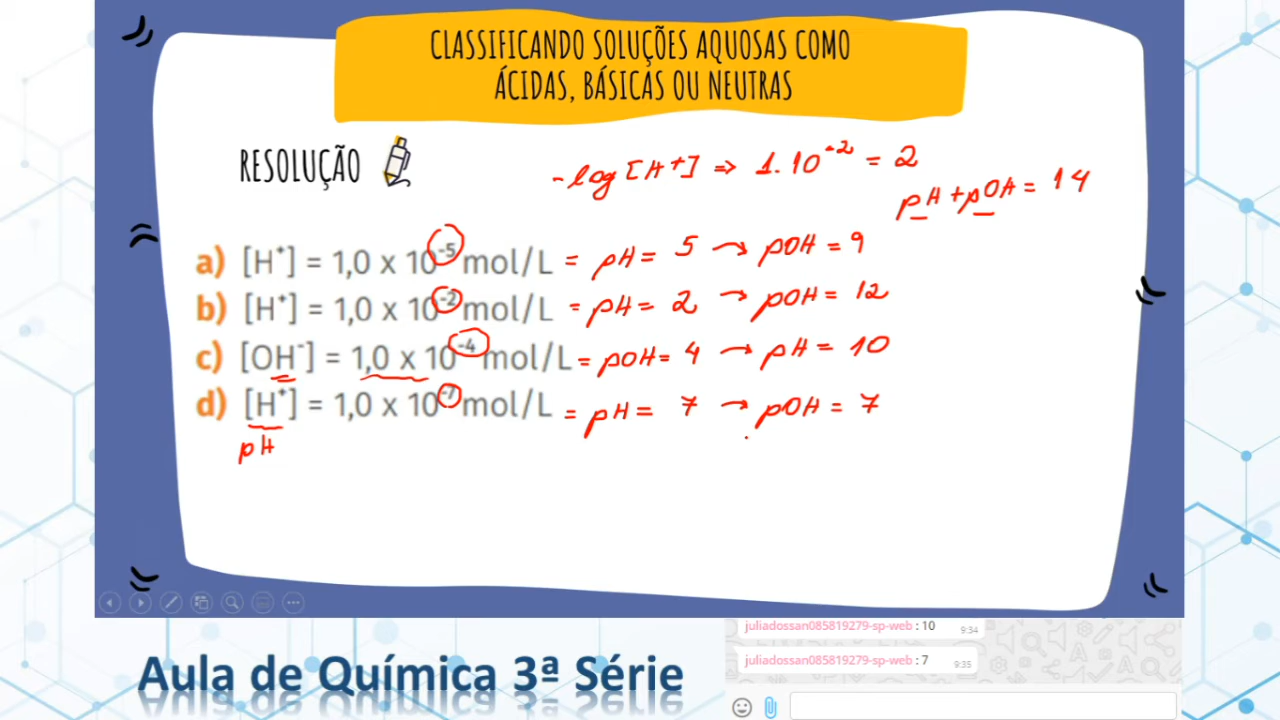 CLASSIFICANDO SOLUÇÕES AQUOSAS COMO
ÁCIDAS, BÁSICAS OU NEUTRAS
RESOLUÇÃO
-log [H+] => 1.10^-2 = 2
pH + pOH = 14
a) [H⁺] = 1,0 x 10⁻⁵ mol/L = pH = 5 → pOH = 9
b) [H⁺] = 1,0 x 10⁻² mol/L = pH = 2 → pOH = 12
c) [OH⁻] = 1,0 x 10⁻⁴ mol/L = pOH = 4 → pH = 10
d) [H⁺] = 1,0 x 10⁻⁷ mol/L = pH = 7 → pOH = 7
pH
juliadossan085819279-sp-web : 10 9:34
juliadossan085819279-sp-web : 7 9:35
Aula de Química 3ª Série